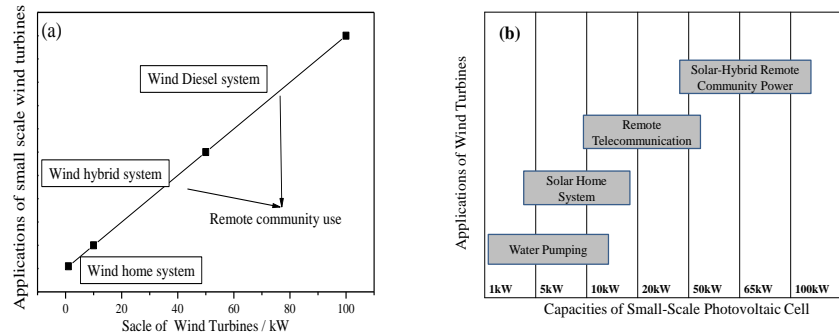 (a)
Applications of small scale wind turbines
Wind Diesel system
Wind hybrid system
Remote community use
Wind home system
0 20 40 60 80 100
Sacle of Wind Turbines / kW
(b)
Applications of Wind Turbines
Solar-Hybrid Remote
Community Power
Remote
Telecommunication
Solar Home
System
Water Pumping
1kW 5kW 10kW 20kW 50kW 65kW 100kW
Capacities of Small-Scale Photovoltaic Cell